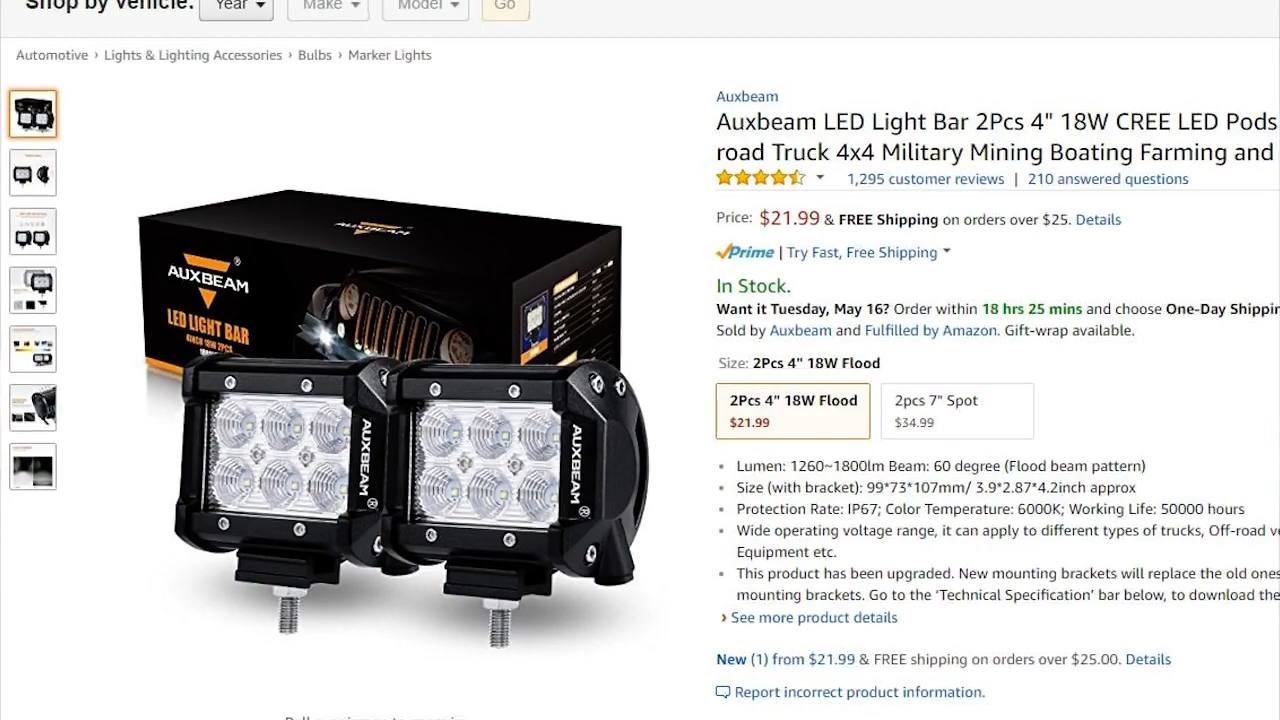 Shop by vehicle:
Year
Make
Model
Go
Automotive › Lights & Lighting Accessories › Bulbs › Marker Lights
Auxbeam
Auxbeam LED Light Bar 2Pcs 4" 18W CREE LED Pods
road Truck 4x4 Military Mining Boating Farming and
1,295 customer reviews | 210 answered questions
Price: $21.99 & FREE Shipping on orders over $25. Details
Prime | Try Fast, Free Shipping
In Stock.
Want it Tuesday, May 16? Order within 18 hrs 25 mins and choose One-Day Shippin
Sold by Auxbeam and Fulfilled by Amazon. Gift-wrap available.
Size: 2Pcs 4" 18W Flood
2Pcs 4" 18W Flood
$21.99
2pcs 7" Spot
$34.99
• Lumen: 1260~1800lm Beam: 60 degree (Flood beam pattern)
• Size (with bracket): 99*73*107mm/ 3.9*2.87*4.2inch approx
• Protection Rate: IP67; Color Temperature: 6000K; Working Life: 50000 hours
• Wide operating voltage range, it can apply to different types of trucks, Off-road ve
Equipment etc.
• This product has been upgraded. New mounting brackets will replace the old ones
mounting brackets. Go to the ‘Technical Specification’ bar below, to download the
› See more product details
New (1) from $21.99 & FREE shipping on orders over $25.00. Details
Report incorrect product information.
AUXBEAM
AUXBEAM®
LED LIGHT BAR
4INCH 18W 2PCS
AUXBEAM®
AUXBEAM®